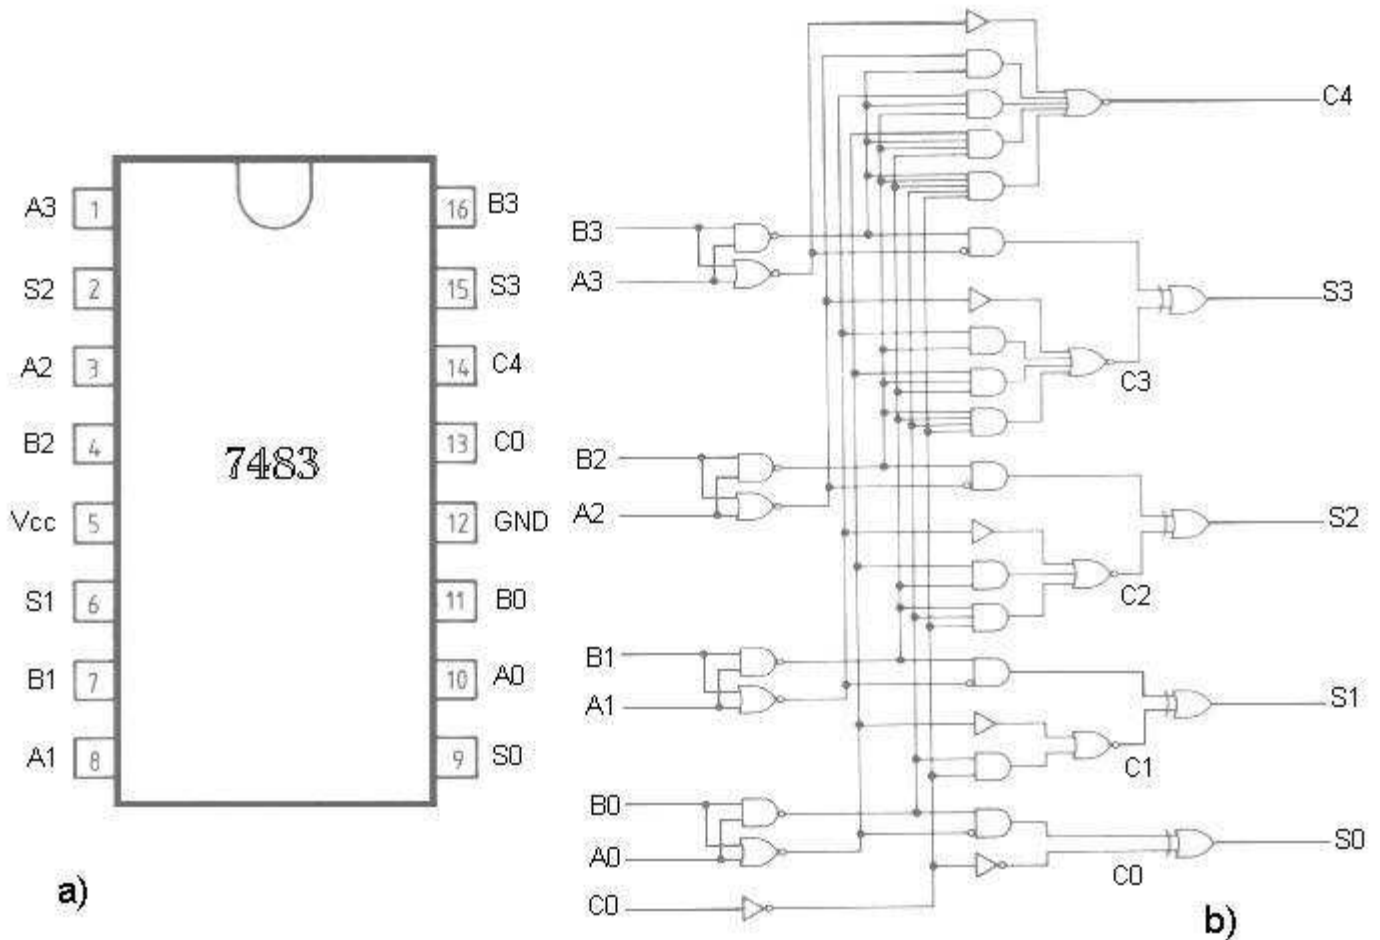 A3 1 16 B3
S2 2 15 S3
A2 3 14 C4
B2 4 13 C0
7483
Vcc 5 12 GND
S1 6 11 B0
B1 7 10 A0
A1 8 9 S0
a)
C4
B3
A3
S3
C3
B2
A2
S2
C2
B1
A1
S1
C1
B0
A0
S0
C0
C0
b)